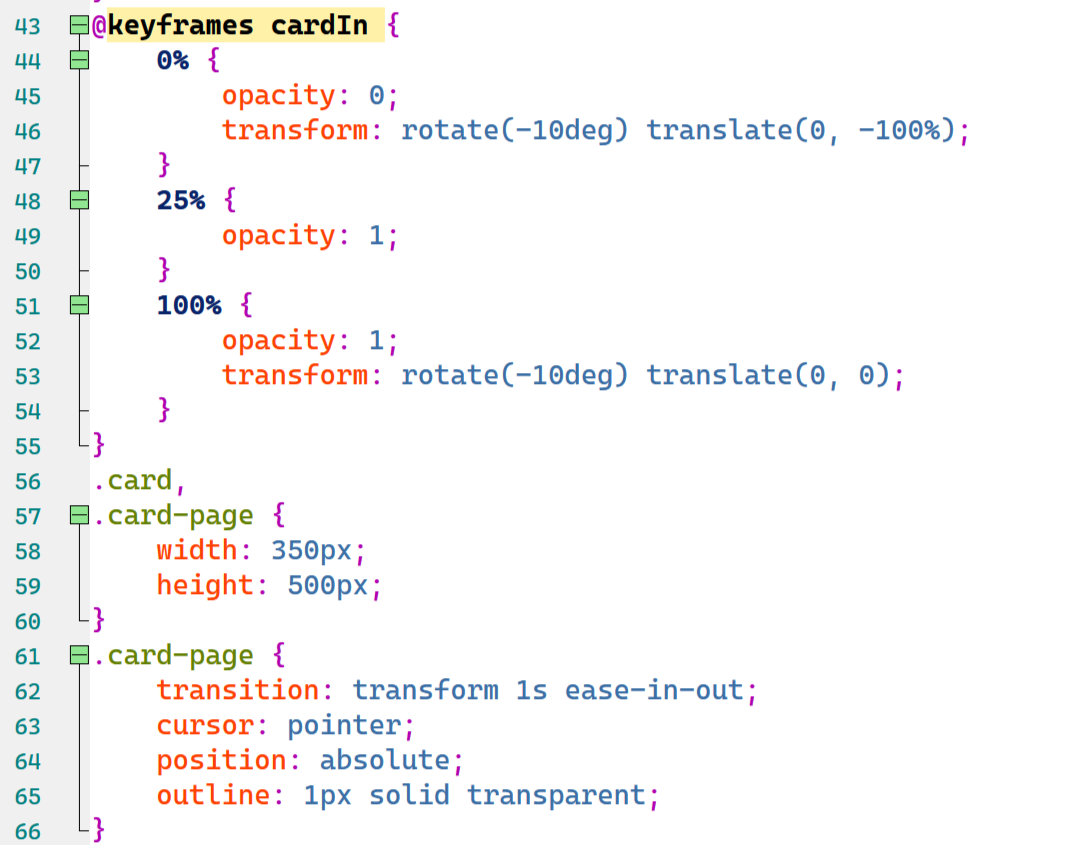 43 @keyframes cardIn {
44 0% {
45 opacity: 0;
46 transform: rotate(-10deg) translate(0, -100%);
47 }
48 25% {
49 opacity: 1;
50 }
51 100% {
52 opacity: 1;
53 transform: rotate(-10deg) translate(0, 0);
54 }
55 }
56 .card,
57 .card-page {
58 width: 350px;
59 height: 500px;
60 }
61 .card-page {
62 transition: transform 1s ease-in-out;
63 cursor: pointer;
64 position: absolute;
65 outline: 1px solid transparent;
66 }